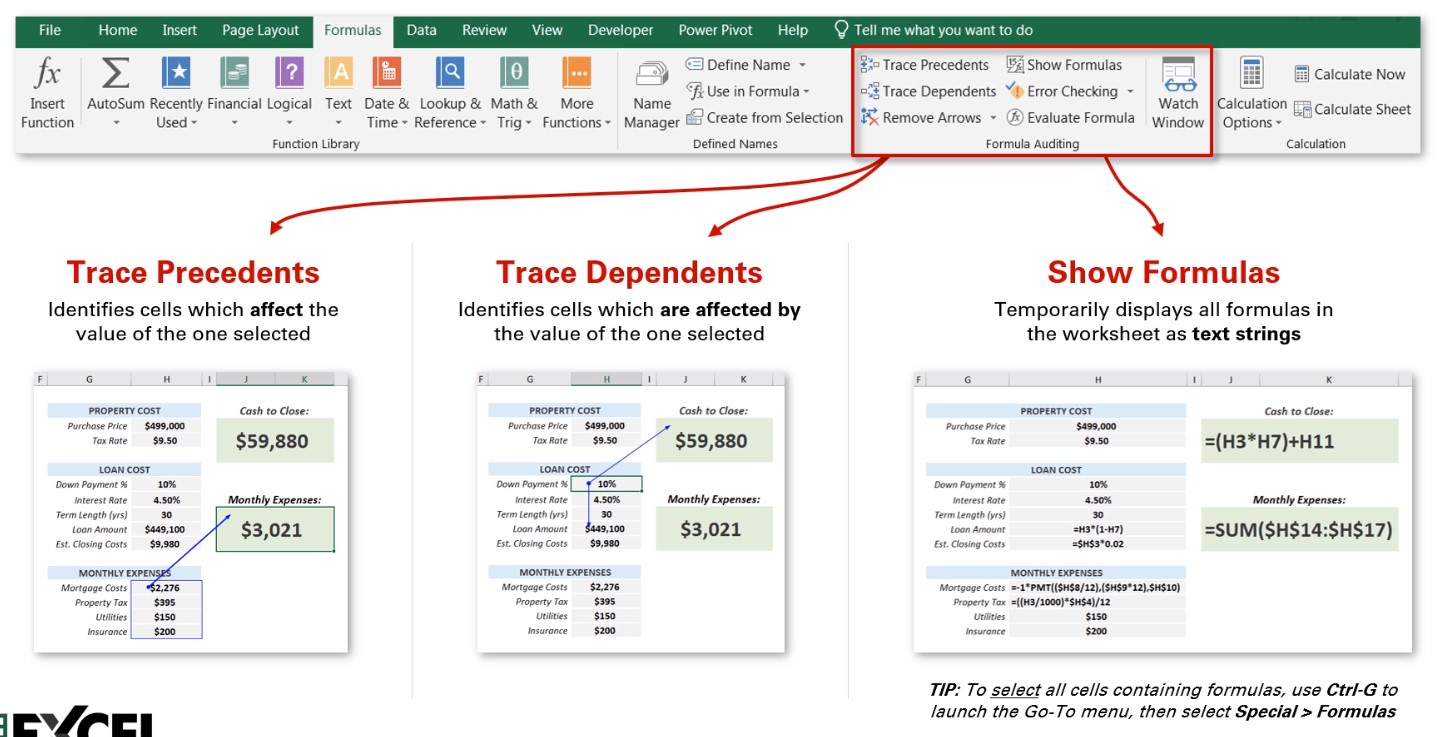 File Home Insert Page Layout Formulas Data Review View Developer Power Pivot Help Tell me what you want to do
fx
Insert Function
AutoSum
Recently Used
Financial
Logical
Text
Date & Time
Lookup & Reference
Math & Trig
More Functions
Function Library
Name Manager
Define Name
Use in Formula
Create from Selection
Defined Names
Trace Precedents
Trace Dependents
Remove Arrows
Show Formulas
Error Checking
Evaluate Formula
Watch Window
Formula Auditing
Calculation Options
Calculate Now
Calculate Sheet
Calculation
Trace Precedents
Identifies cells which affect the
value of the one selected
F G H I J K
PROPERTY COST
Purchase Price $499,000
Tax Rate $9.50
LOAN COST
Down Payment % 10%
Interest Rate 4.50%
Term Length (yrs) 30
Loan Amount $449,100
Est. Closing Costs $9,980
MONTHLY EXPENSES
Mortgage Costs $2,276
Property Tax $395
Utilities $150
Insurance $200
Cash to Close:
$59,880
Monthly Expenses:
$3,021
Trace Dependents
Identifies cells which are affected by
the value of the one selected
F G H I J K
PROPERTY COST
Purchase Price $499,000
Tax Rate $9.50
LOAN COST
Down Payment % 10%
Interest Rate 4.50%
Term Length (yrs) 30
Loan Amount $449,100
Est. Closing Costs $9,980
MONTHLY EXPENSES
Mortgage Costs $2,276
Property Tax $395
Utilities $150
Insurance $200
Cash to Close:
$59,880
Monthly Expenses:
$3,021
Show Formulas
Temporarily displays all formulas in
the worksheet as text strings
F G H I J K
PROPERTY COST
Purchase Price $499,000
Tax Rate $9.50
LOAN COST
Down Payment % 10%
Interest Rate 4.50%
Term Length (yrs) 30
Loan Amount =H3*(1-H7)
Est. Closing Costs =$H$3*0.02
MONTHLY EXPENSES
Mortgage Costs =-1*PMT(($H$8/12),($H$9*12),$H$10)
Property Tax =((H3/1000)*$H$4)/12
Utilities $150
Insurance $200
Cash to Close:
=(H3*H7)+H11
Monthly Expenses:
=SUM($H$14:$H$17)
TIP: To select all cells containing formulas, use Ctrl-G to
launch the Go-To menu, then select Special > Formulas
EXCEL